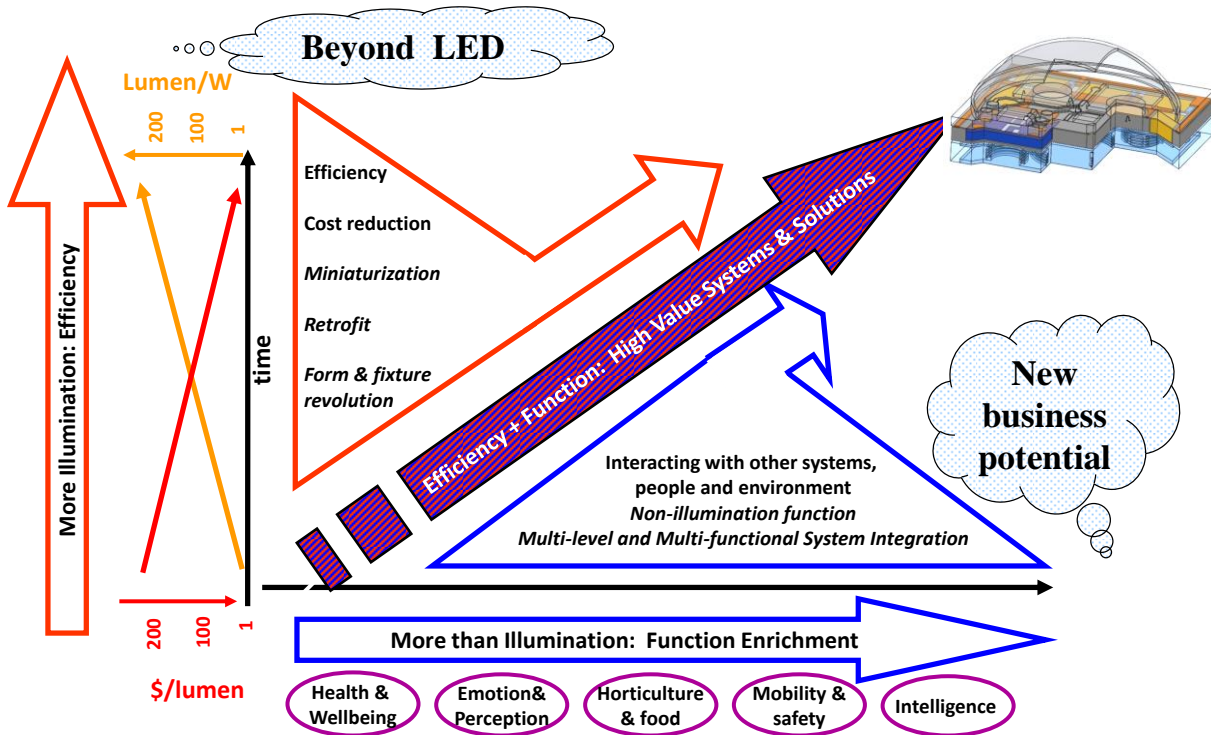 Beyond LED
Lumen/W
200
100
1
More Illumination: Efficiency
time
200
100
1
$/lumen
Efficiency
Cost reduction
Miniaturization
Retrofit
Form & fixture
revolution
Efficiency + Function: High Value Systems & Solutions
Interacting with other systems,
people and environment
Non-illumination function
Multi-level and Multi-functional System Integration
New
business
potential
More than Illumination: Function Enrichment
Health &
Wellbeing
Emotion&
Perception
Horticulture
& food
Mobility &
safety
Intelligence